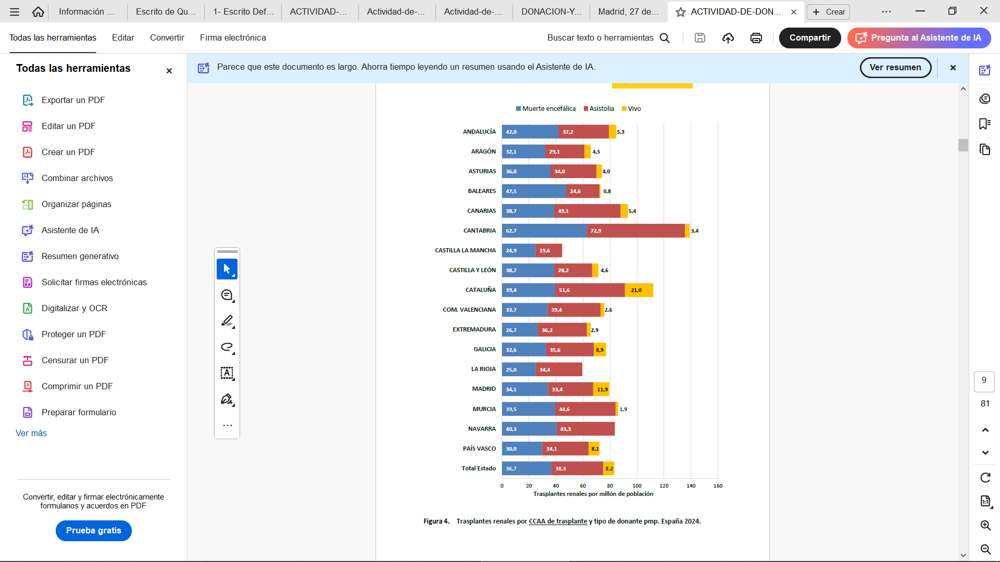 Información ...
Escrito de Qu...
1- Escrito Def...
ACTIVIDAD-...
Actividad-de-...
Actividad-de-...
DONACION-Y...
Madrid, 27 de...
ACTIVIDAD-DE-DON...
Crear
Todas las herramientas
Editar
Convertir
Firma electrónica
Buscar texto o herramientas
Compartir
Pregunta al Asistente de IA
Todas las herramientas
Parece que este documento es largo. Ahorra tiempo leyendo un resumen usando el Asistente de IA.
Ver resumen
Exportar un PDF
Editar un PDF
Crear un PDF
Combinar archivos
Organizar páginas
Asistente de IA
Resumen generativo
Solicitar firmas electrónicas
Digitalizar y OCR
Proteger un PDF
Censurar un PDF
Comprimir un PDF
Preparar formulario
Ver más
Convertir, editar y firmar electrónicamente
formularios y acuerdos en PDF
Prueba gratis
Muerte encefálica Asistolia Vivo
ANDALUCÍA 42,0 37,2 5,3
ARAGÓN 32,1 29,1 4,5
ASTURIAS 36,0 34,0 4,0
BALEARES 47,5 24,6 0,8
CANARIAS 38,7 49,1 5,4
CANTABRIA 62,7 72,9 3,4
CASTILLA LA MANCHA 24,9 19,6
CASTILLA Y LEÓN 38,7 28,2 4,6
CATALUÑA 39,4 51,6 21,0
COM. VALENCIANA 33,7 39,4 2,6
EXTREMADURA 26,7 36,2 2,9
GALICIA 32,6 35,6 8,9
LA RIOJA 25,0 34,4
MADRID 34,1 33,4 11,9
MURCIA 39,5 44,6 1,9
NAVARRA 40,3 43,3
PAÍS VASCO 30,0 34,1 8,1
Total Estado 36,7 38,3 8,2
0 20 40 60 80 100 120 140 160
Trasplantes renales por millón de población
Figura 4. Trasplantes renales por CCAA de trasplante y tipo de donante pmp. España 2024.
9
81
1:1